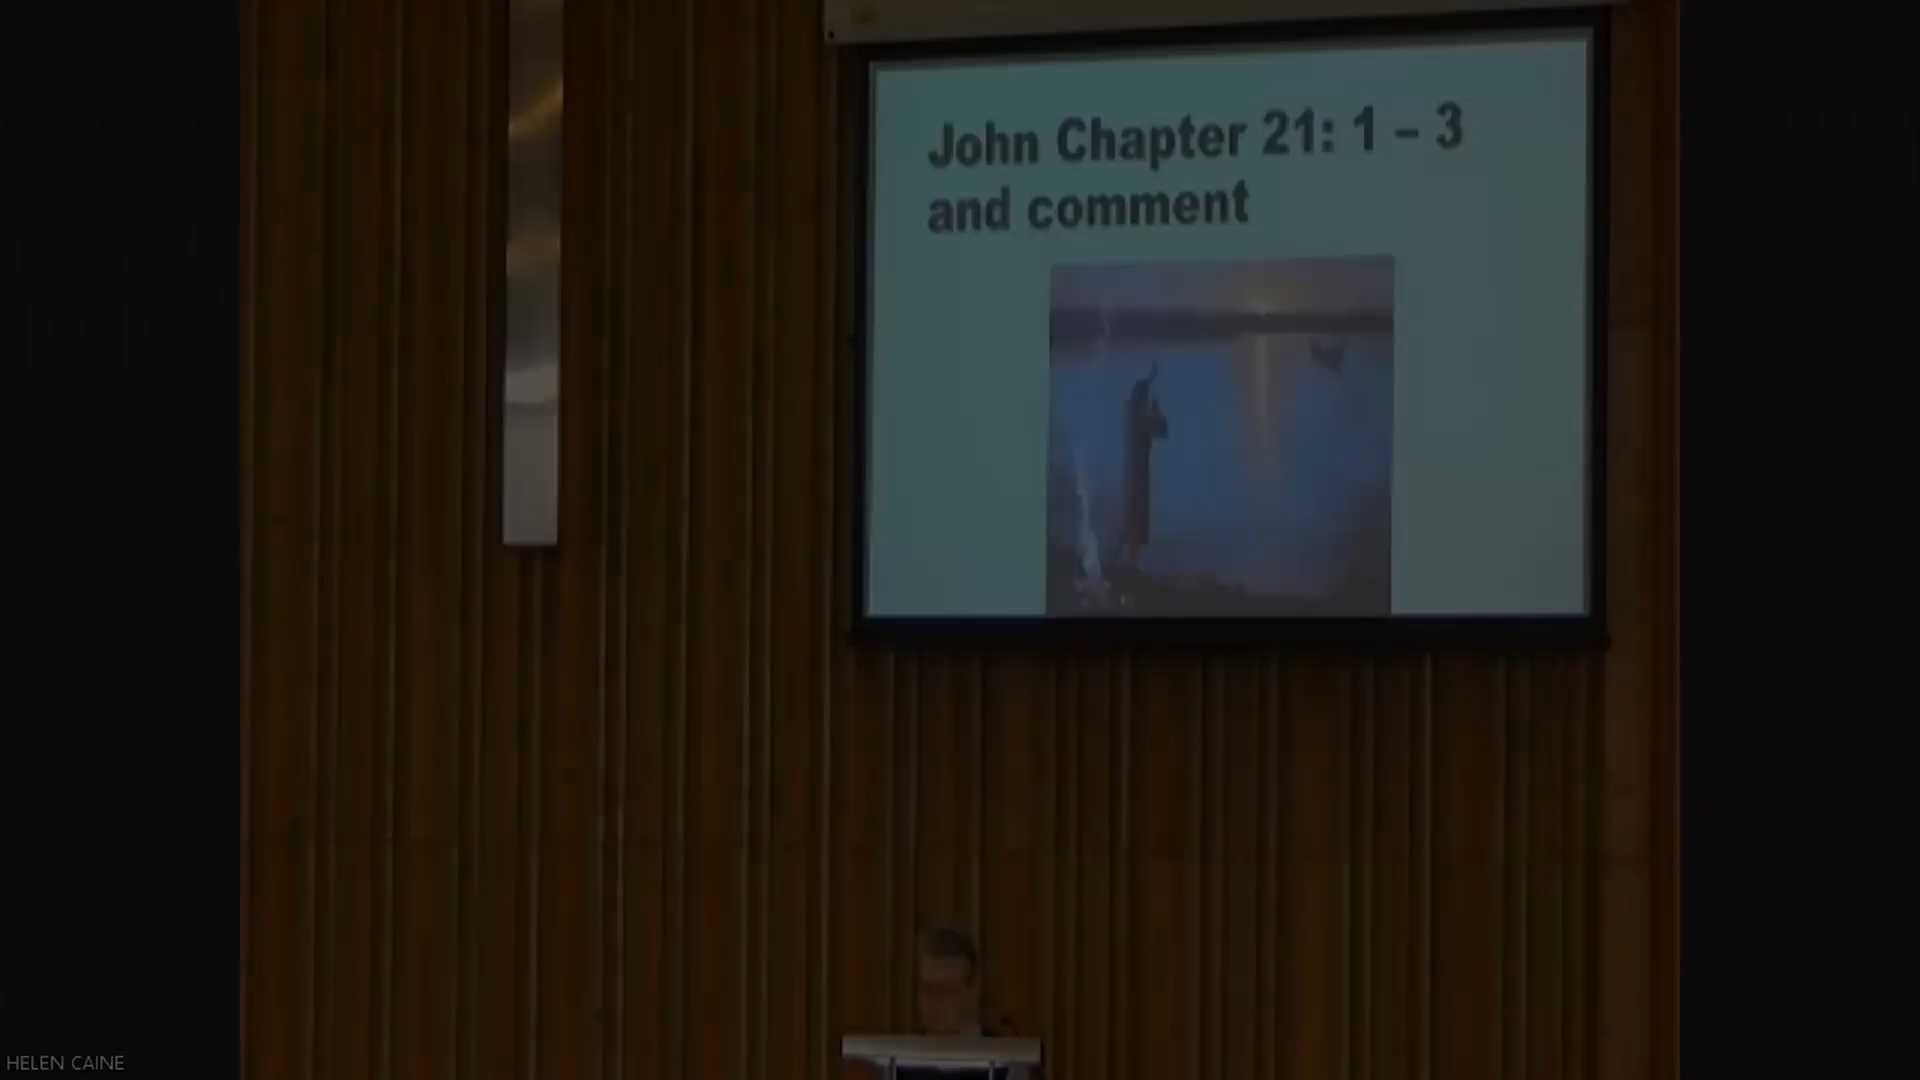 John Chapter 21: 1 – 3
and comment
HELEN CAINE